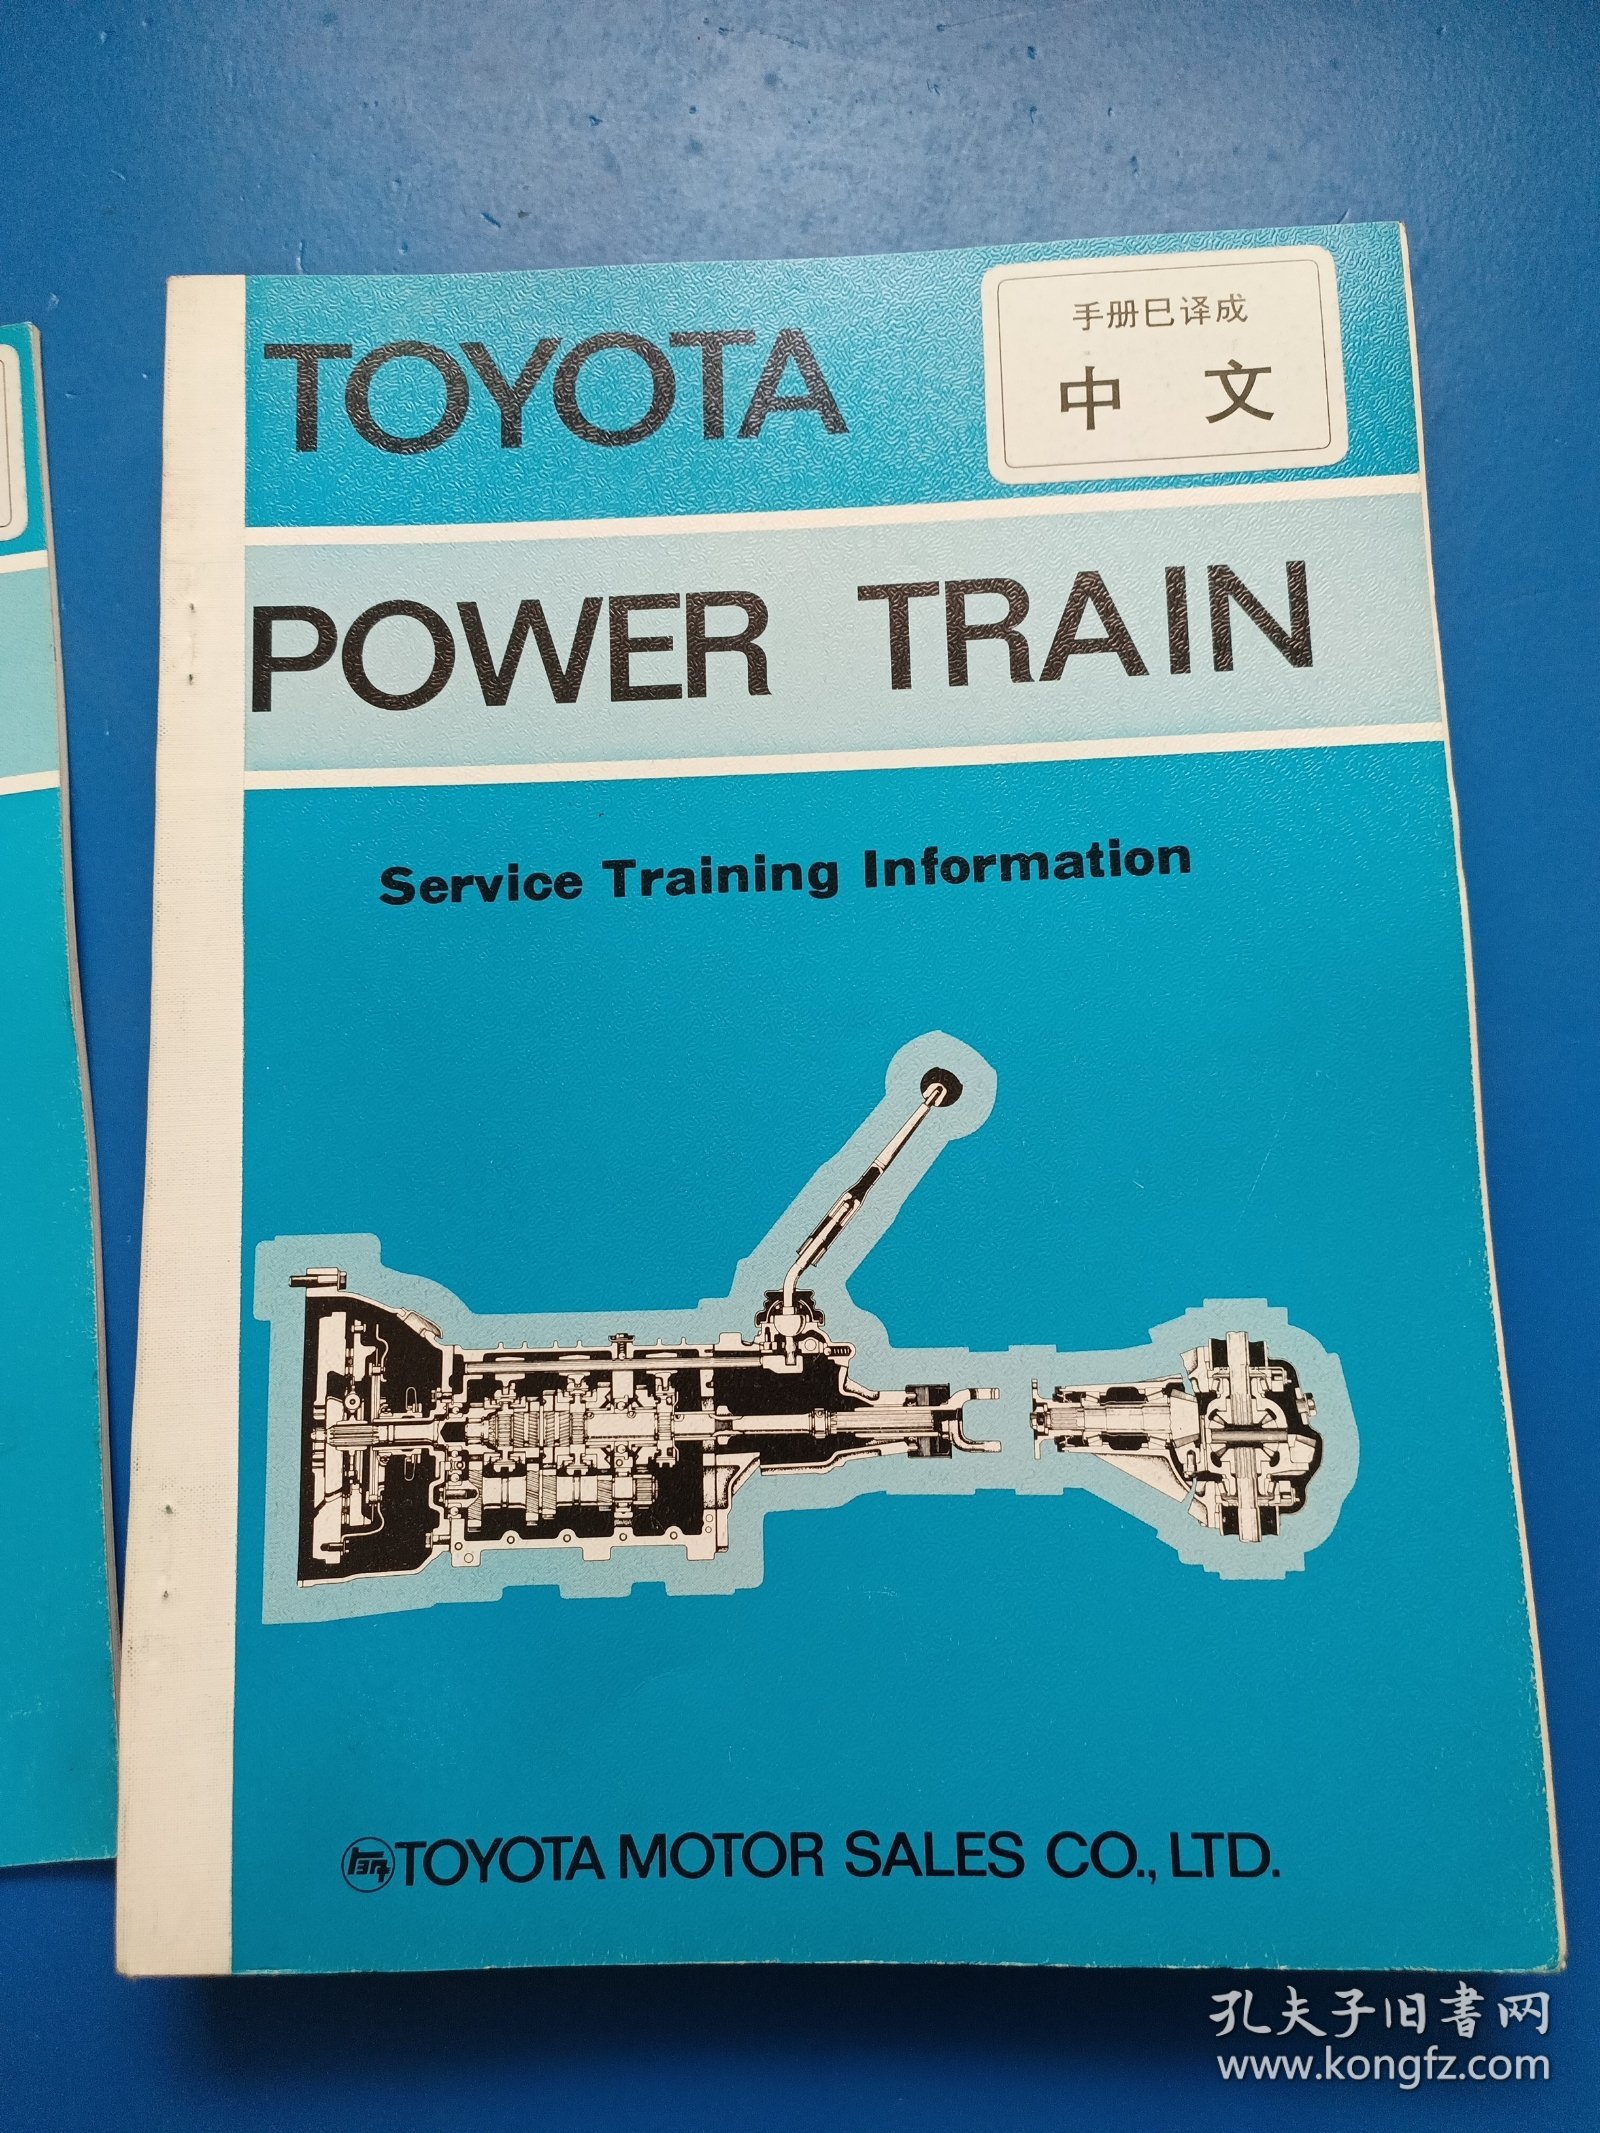 手册巳译成
中 文
TOYOTA
POWER TRAIN
Service Training Information
TOYOTA MOTOR SALES CO., LTD.
孔夫子旧书网
www.kongfz.com